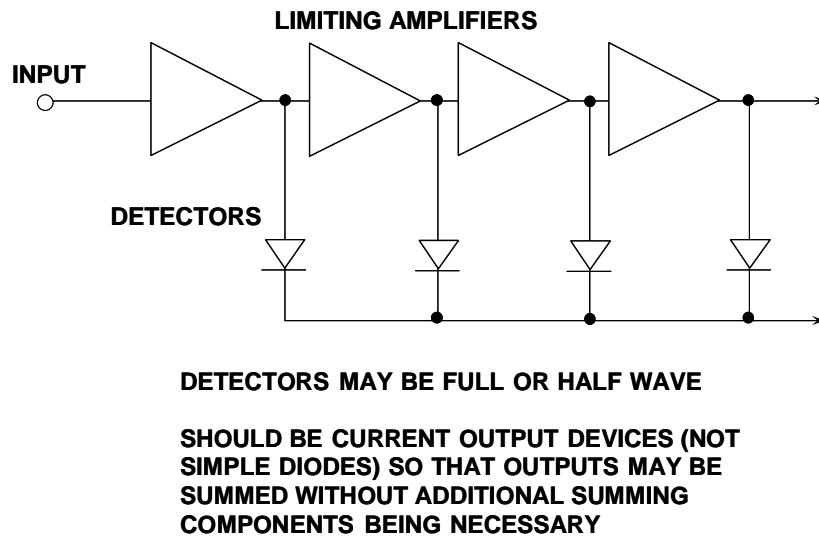 LIMITING AMPLIFIERS
INPUT
DETECTORS
DETECTORS MAY BE FULL OR HALF WAVE
SHOULD BE CURRENT OUTPUT DEVICES (NOT
SIMPLE DIODES) SO THAT OUTPUTS MAY BE
SUMMED WITHOUT ADDITIONAL SUMMING
COMPONENTS BEING NECESSARY